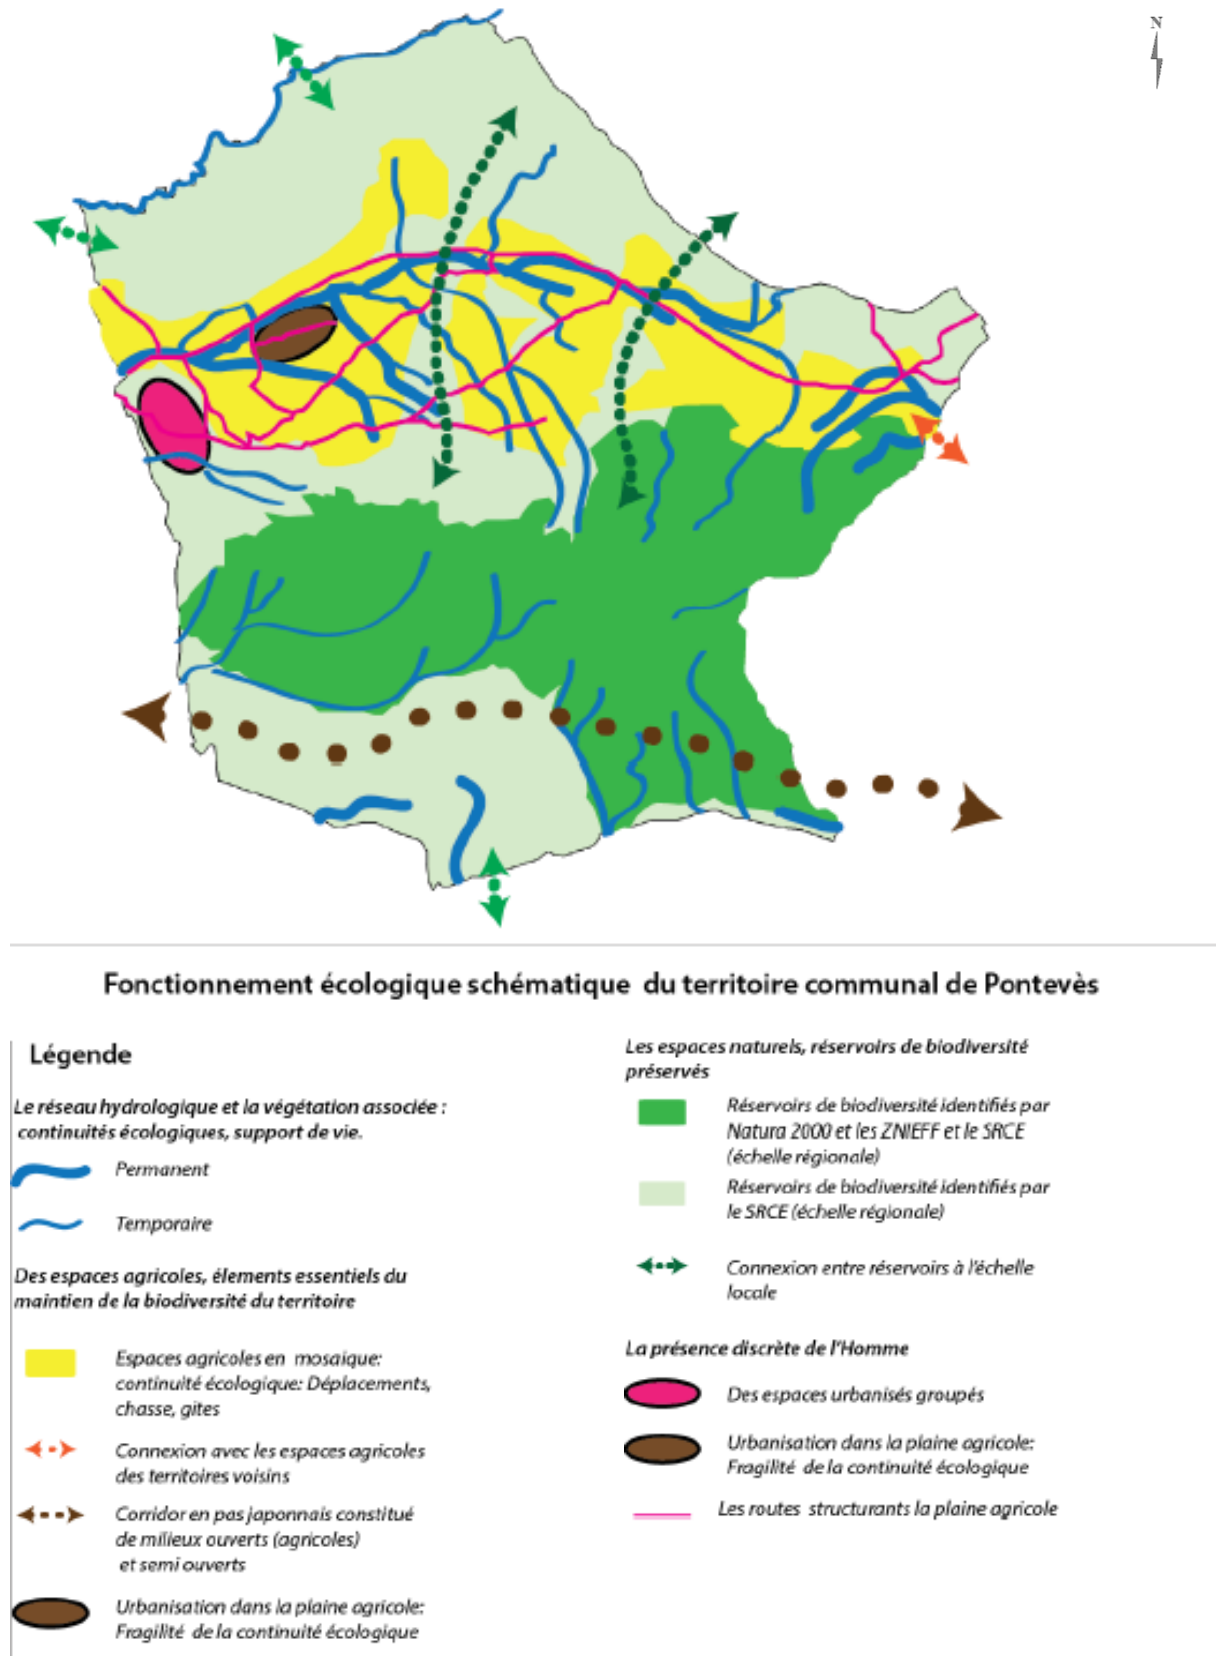 N
Fonctionnement écologique schématique du territoire communal de Pontevès
Légende
Le réseau hydrologique et la végétation associée :
continuités écologiques, support de vie.
Permanent
Temporaire
Des espaces agricoles, élements essentiels du
maintien de la biodiversité du territoire
Espaces agricoles en mosaique:
continuité écologique: Déplacements,
chasse, gites
Connexion avec les espaces agricoles
des territoires voisins
Corridor en pas japonnais constitué
de milieux ouverts (agricoles)
et semi ouverts
Urbanisation dans la plaine agricole:
Fragilité de la continuité écologique
Les espaces naturels, réservoirs de biodiversité
préservés
Réservoirs de biodiversité identifiés par
Natura 2000 et les ZNIEFF et le SRCE
(échelle régionale)
Réservoirs de biodiversité identifiés par
le SRCE (échelle régionale)
Connexion entre réservoirs à l'échelle
locale
La présence discrète de l'Homme
Des espaces urbanisés groupés
Urbanisation dans la plaine agricole:
Fragilité de la continuité écologique
Les routes structurants la plaine agricole